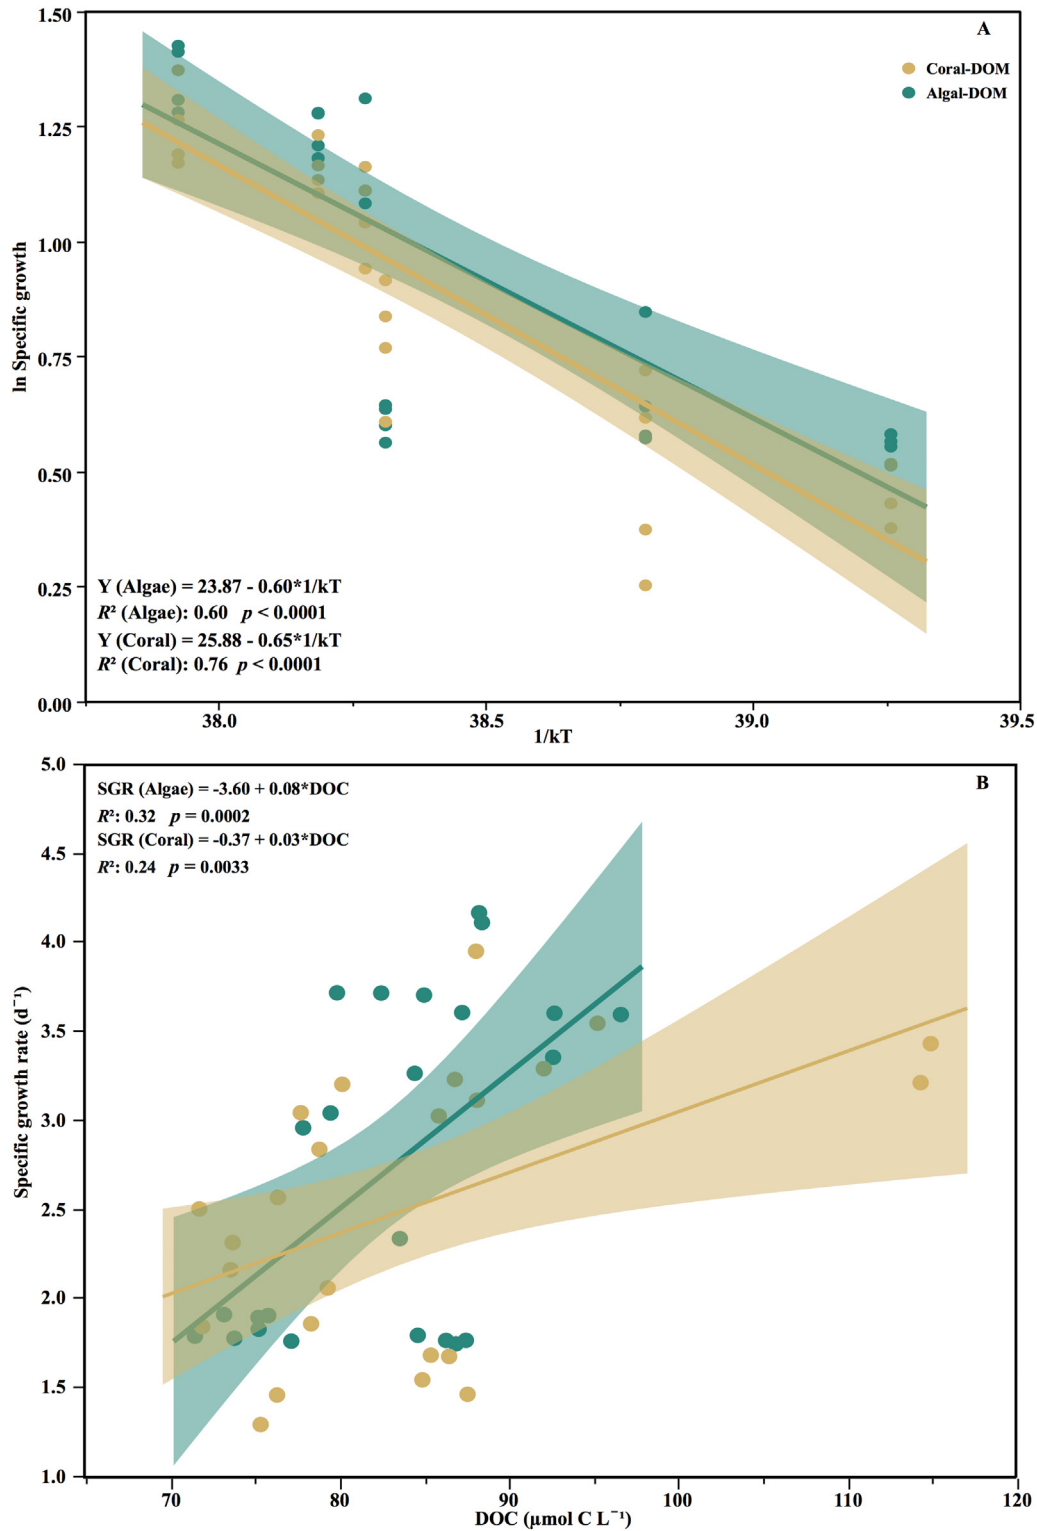 A
Coral-DOM
Algal-DOM
1.50
1.25
1.00
0.75
0.50
0.25
0.00
ln Specific growth
Y (Algae) = 23.87 - 0.60*1/kT
R² (Algae): 0.60 p < 0.0001
Y (Coral) = 25.88 - 0.65*1/kT
R² (Coral): 0.76 p < 0.0001
38.0 38.5 39.0 39.5
1/kT
B
SGR (Algae) = -3.60 + 0.08*DOC
R²: 0.32 p = 0.0002
SGR (Coral) = -0.37 + 0.03*DOC
R²: 0.24 p = 0.0033
5.0
4.5
4.0
3.5
3.0
2.5
2.0
1.5
1.0
Specific growth rate (d⁻¹)
70 80 90 100 110 120
DOC (µmol C L⁻¹)